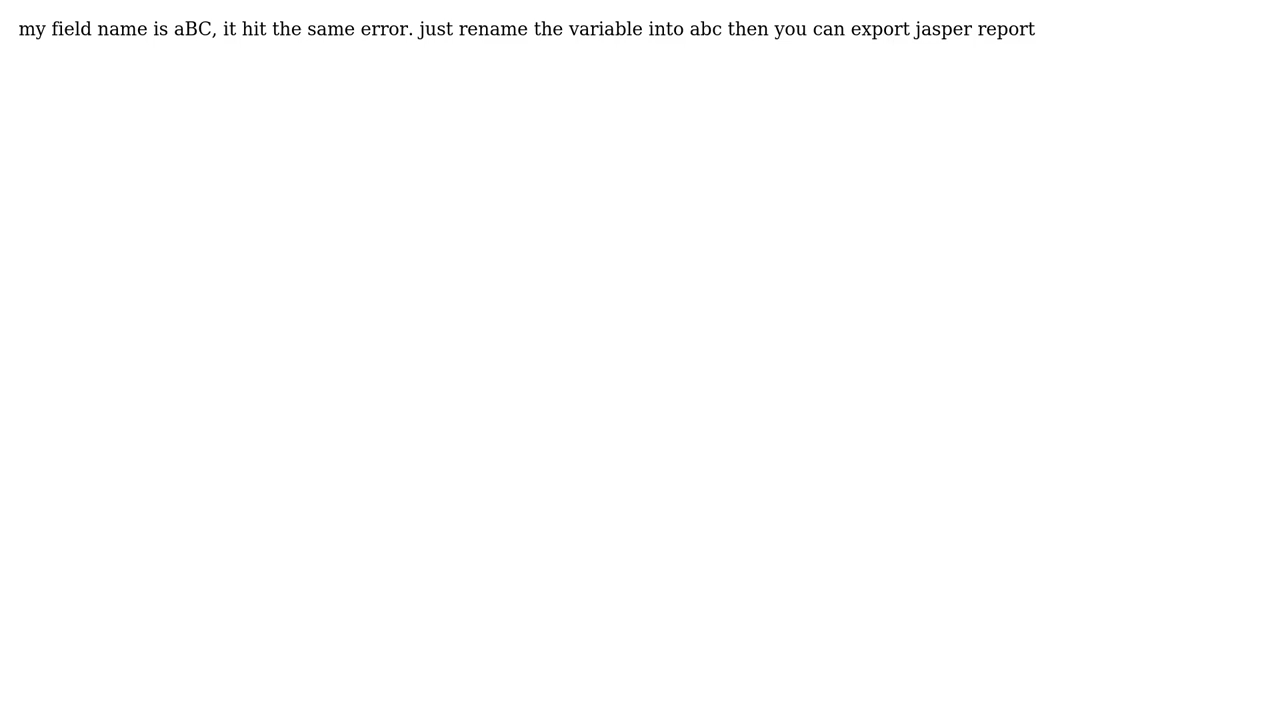 my field name is aBC, it hit the same error. just rename the variable into abc then you can export jasper report